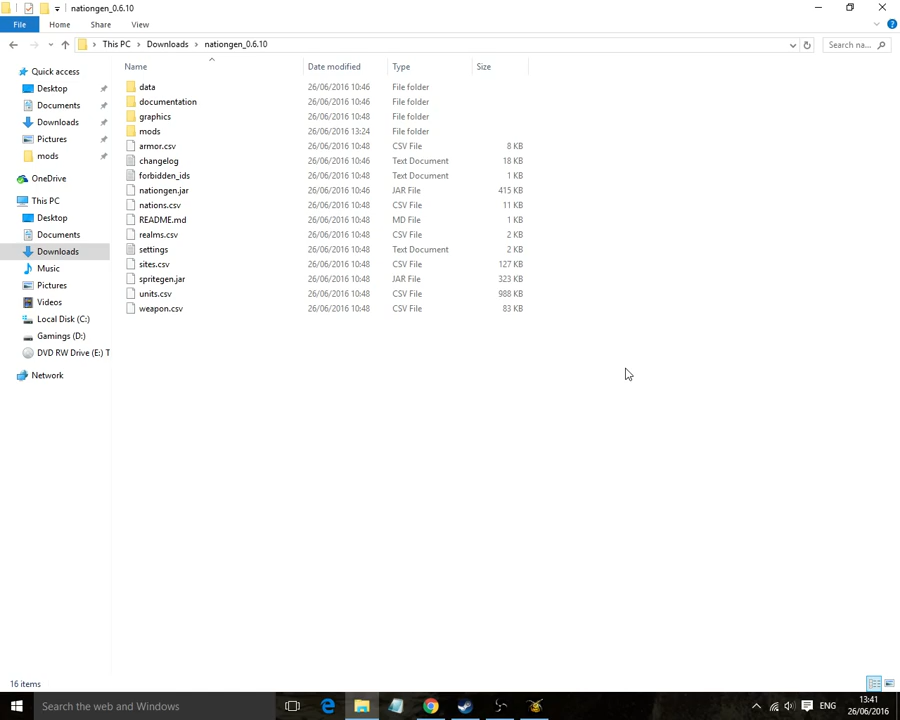 nationgen_0.6.10
File Home Share View
This PC Downloads nationgen_0.6.10 Search na...
Name Date modified Type Size
Quick access
Desktop
Documents
Downloads
Pictures
mods
OneDrive
This PC
Desktop
Documents
Downloads
Music
Pictures
Videos
Local Disk (C:)
Gamings (D:)
DVD RW Drive (E:) T
Network
data 26/06/2016 10:46 File folder
documentation 26/06/2016 10:46 File folder
graphics 26/06/2016 10:48 File folder
mods 26/06/2016 13:24 File folder
armor.csv 26/06/2016 10:48 CSV File 8 KB
changelog 26/06/2016 10:46 Text Document 18 KB
forbidden_ids 26/06/2016 10:48 Text Document 1 KB
nationgen.jar 26/06/2016 10:46 JAR File 415 KB
nations.csv 26/06/2016 10:48 CSV File 11 KB
README.md 26/06/2016 10:48 MD File 1 KB
realms.csv 26/06/2016 10:48 CSV File 2 KB
settings 26/06/2016 10:48 Text Document 2 KB
sites.csv 26/06/2016 10:48 CSV File 127 KB
spritegen.jar 26/06/2016 10:48 JAR File 323 KB
units.csv 26/06/2016 10:48 CSV File 988 KB
weapon.csv 26/06/2016 10:48 CSV File 83 KB
16 items
Search the web and Windows
ENG
13:41
26/06/2016